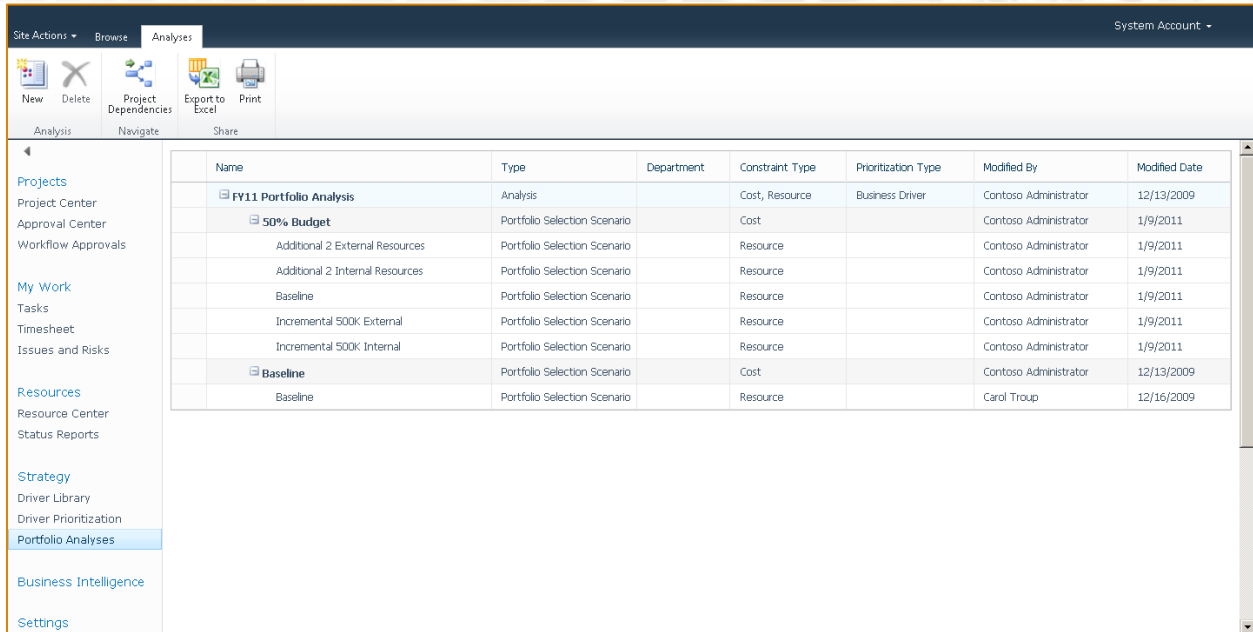 System Account
Site Actions Browse Analyses
New Delete Project Dependencies Export to Excel Print
Analysis Navigate Share
Projects
Project Center
Approval Center
Workflow Approvals
My Work
Tasks
Timesheet
Issues and Risks
Resources
Resource Center
Status Reports
Strategy
Driver Library
Driver Prioritization
Portfolio Analyses
Business Intelligence
Settings
Name Type Department Constraint Type Prioritization Type Modified By Modified Date
FY11 Portfolio Analysis Analysis Cost, Resource Business Driver Contoso Administrator 12/13/2009
50% Budget Portfolio Selection Scenario Cost Contoso Administrator 1/9/2011
Additional 2 External Resources Portfolio Selection Scenario Resource Contoso Administrator 1/9/2011
Additional 2 Internal Resources Portfolio Selection Scenario Resource Contoso Administrator 1/9/2011
Baseline Portfolio Selection Scenario Resource Contoso Administrator 1/9/2011
Incremental 500K External Portfolio Selection Scenario Resource Contoso Administrator 1/9/2011
Incremental 500K Internal Portfolio Selection Scenario Resource Contoso Administrator 1/9/2011
Baseline Portfolio Selection Scenario Cost Contoso Administrator 12/13/2009
Baseline Portfolio Selection Scenario Resource Carol Troup 12/16/2009